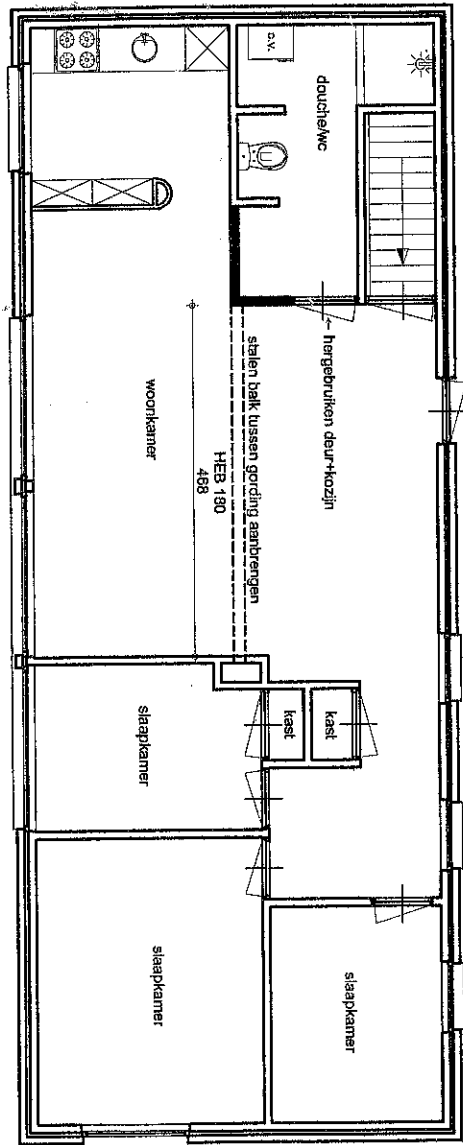 c.v.
douche/wc
← hergebruiken deur+kozijn
stalen balk tussen gording aanbrengen
HEB 180
468
woonkamer
kast
kast
slaapkamer
slaapkamer
slaapkamer